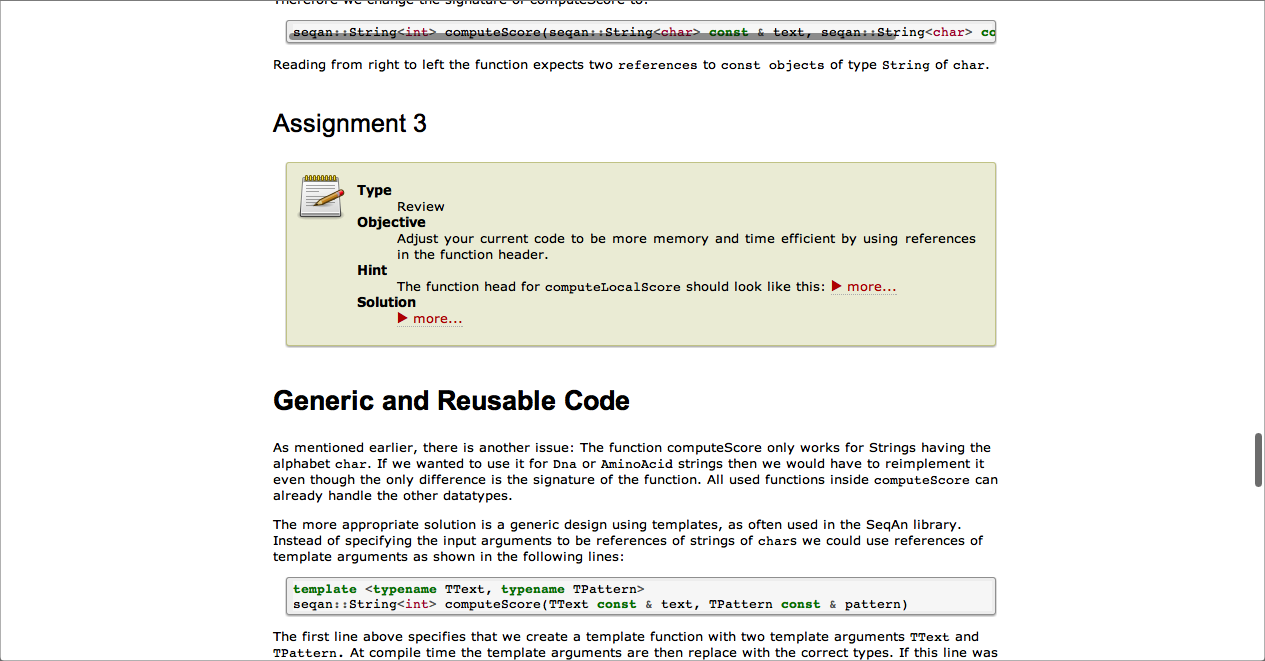 Therefore we change the signature of computeScore to:
seqan::String<int> computeScore(seqan::String<char> const & text, seqan::String<char> co
Reading from right to left the function expects two references to const objects of type String of char.
Assignment 3
Type
Review
Objective
Adjust your current code to be more memory and time efficient by using references
in the function header.
Hint
The function head for computeLocalScore should look like this: ▶ more...
Solution
▶ more...
Generic and Reusable Code
As mentioned earlier, there is another issue: The function computeScore only works for Strings having the
alphabet char. If we wanted to use it for Dna or AminoAcid strings then we would have to reimplement it
even though the only difference is the signature of the function. All used functions inside computeScore can
already handle the other datatypes.
The more appropriate solution is a generic design using templates, as often used in the SeqAn library.
Instead of specifying the input arguments to be references of strings of chars we could use references of
template arguments as shown in the following lines:
template <typename TText, typename TPattern>
seqan::String<int> computeScore(TText const & text, TPattern const & pattern)
The first line above specifies that we create a template function with two template arguments TText and
TPattern. At compile time the template arguments are then replace with the correct types. If this line was